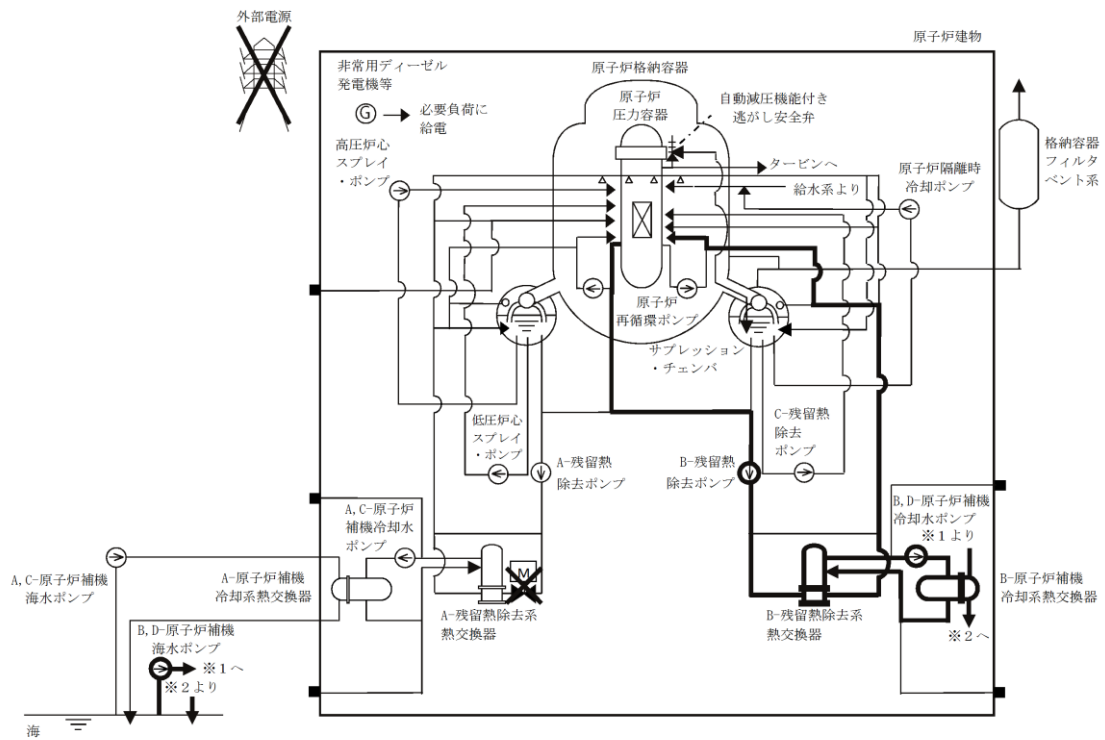 外部電源
原子炉建物
非常用ディーゼル
発電機等
G
必要負荷に
給電
原子炉格納容器
原子炉
圧力容器
自動減圧機能付き
逃がし安全弁
高圧炉心
スプレイ
・ポンプ
タービンへ
給水系より
原子炉隔離時
冷却ポンプ
格納容器
フィルタ
ベント系
原子炉
再循環ポンプ
サプレッション
・チェンバ
低圧炉心
スプレイ
・ポンプ
A-残留熱
除去ポンプ
B-残留熱
除去ポンプ
C-残留熱
除去
ポンプ
A,C-原子炉
補機冷却水
ポンプ
B,D-原子炉補機
冷却水ポンプ
※1より
A,C-原子炉補機
海水ポンプ
A-原子炉補機
冷却系熱交換器
M
A-残留熱除去系
熱交換器
B-残留熱除去系
熱交換器
B-原子炉補機
冷却系熱交換器
※2へ
B,D-原子炉補機
海水ポンプ
※1へ
※2より
海